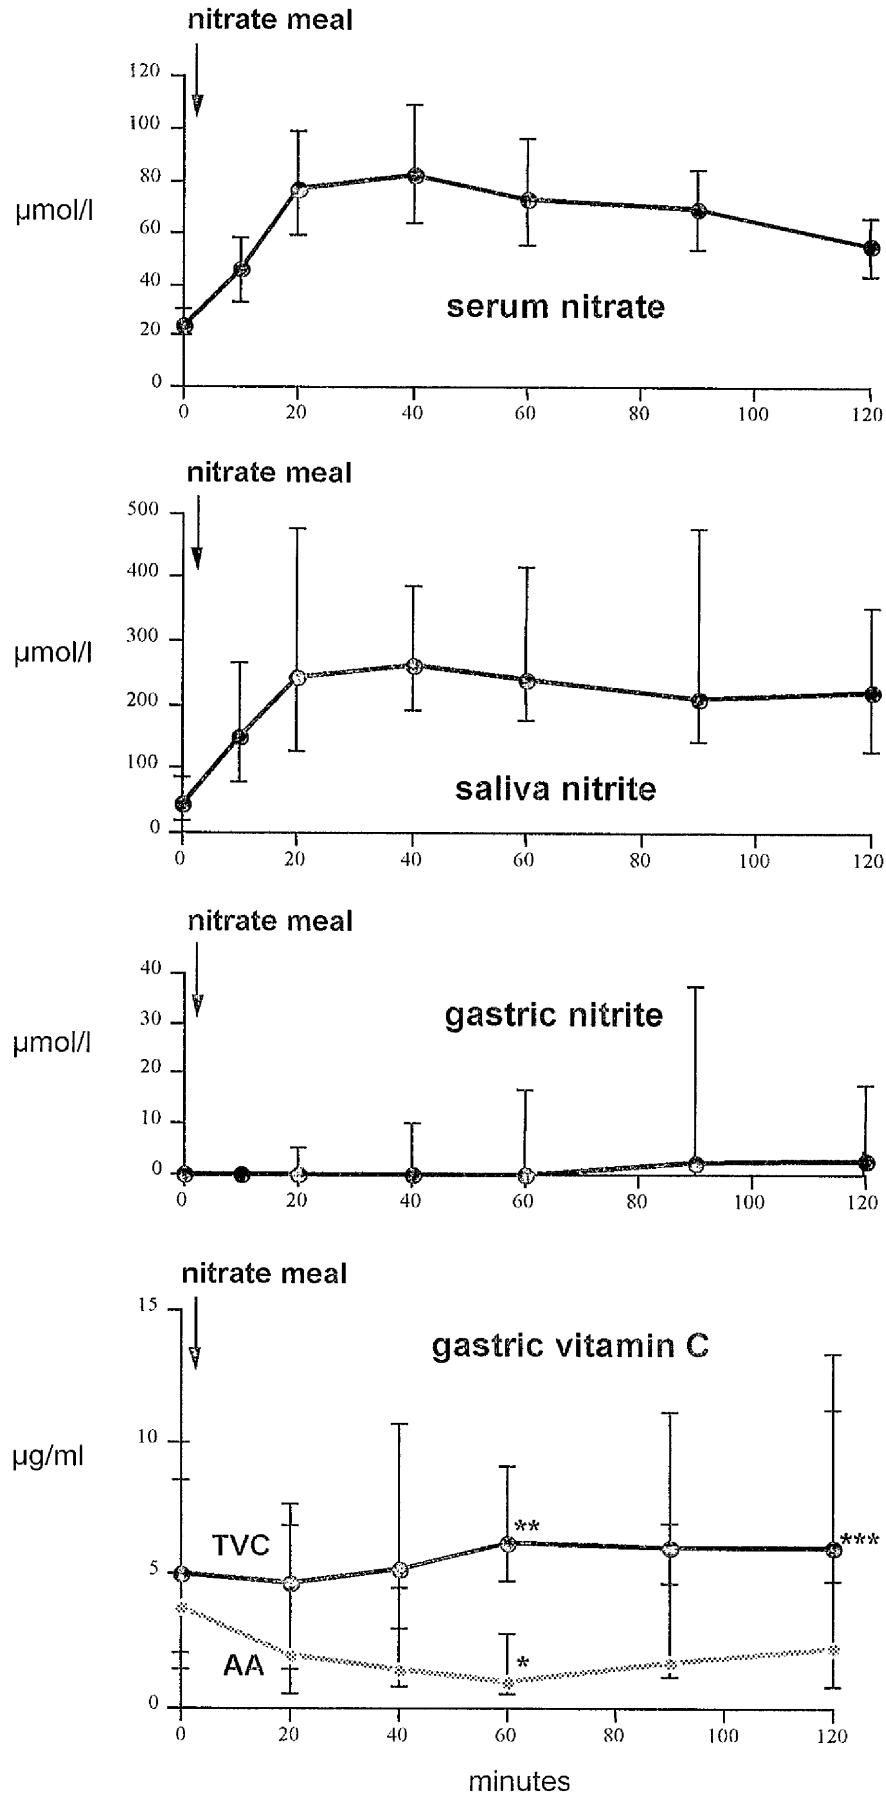 nitrate meal
120
100
80
µmol/l
60
40
serum nitrate
20
0
0 20 40 60 80 100 120
nitrate meal
500
400
300
µmol/l
200
100
saliva nitrite
0
0 20 40 60 80 100 120
nitrate meal
40
gastric nitrite
30
µmol/l
20
10
0
0 20 40 60 80 100 120
nitrate meal
15
gastric vitamin C
10
µg/ml
**
***
TVC
5
AA
*
0
0 20 40 60 80 100 120
minutes